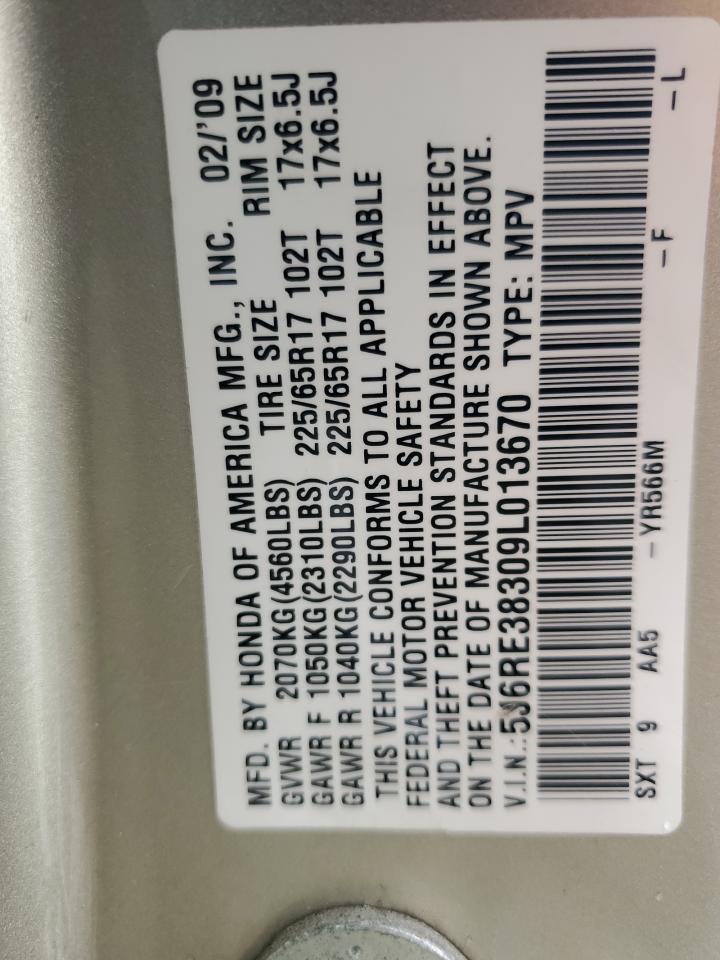 MFD. BY HONDA OF AMERICA MFG., INC. 02/'09
GVWR 2070KG(4560LBS) TIRE SIZE RIM SIZE
GAWR F 1050KG(2310LBS) 225/65R17 102T 17x6.5J
GAWR R 1040KG(2290LBS) 225/65R17 102T 17x6.5J
THIS VEHICLE CONFORMS TO ALL APPLICABLE
FEDERAL MOTOR VEHICLE SAFETY
AND THEFT PREVENTION STANDARDS IN EFFECT
ON THE DATE OF MANUFACTURE SHOWN ABOVE.
V.I.N.:5J6RE38309L013670 TYPE: MPV
SXT 9 AA5 -YR566M -F -L